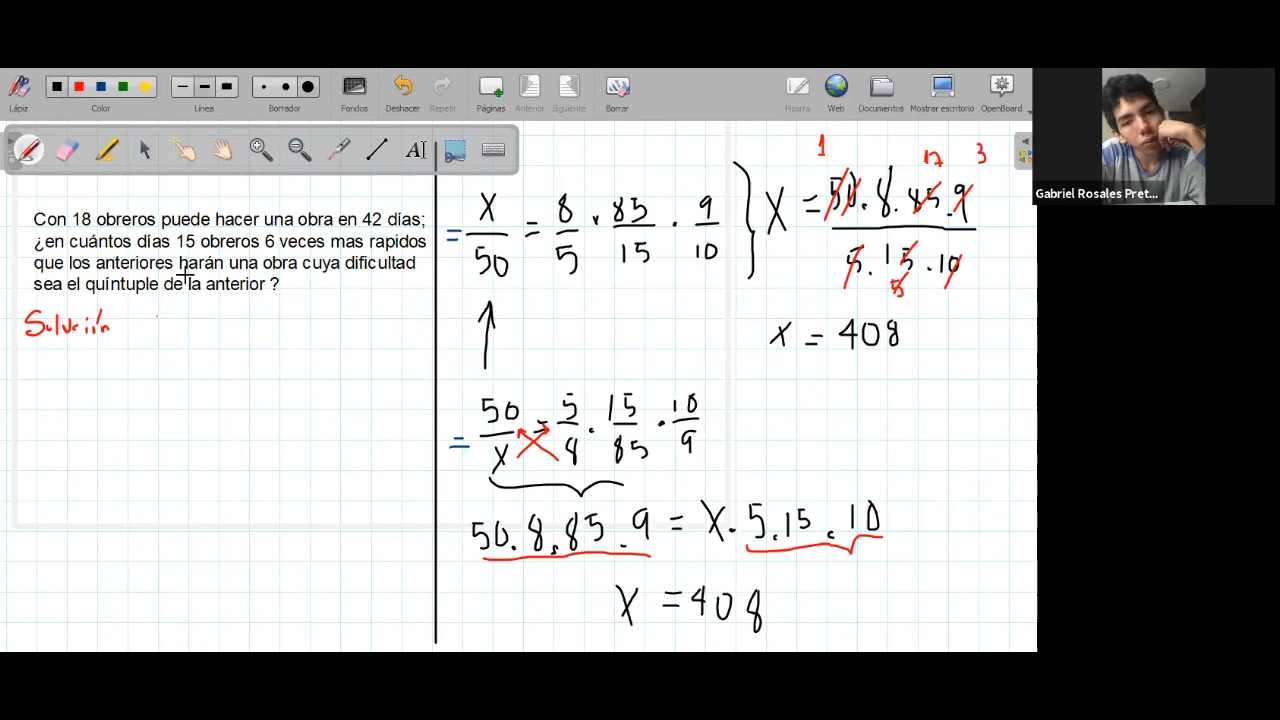 Lápiz
Color
Línea
Borrador
Fondos
Deshacer
Repetir
Páginas
Anterior
Siguiente
Borrar
Pizarra
Web
Documentos
Mostrar escritorio
OpenBoard
Gabriel Rosales Pret...
Con 18 obreros puede hacer una obra en 42 días;
¿en cuántos días 15 obreros 6 veces mas rapidos
que los anteriores harán una obra cuya dificultad
sea el quíntuple de la anterior ?
Solución
= X/50 = 8/5 . 85/15 . 9/10
1 17 3
X = 50.8.85.9 / 5.15.10
5
x = 408
= 50/X = 5/8 . 15/85 . 10/9
50.8.85.9 = X.5.15.10
X = 408